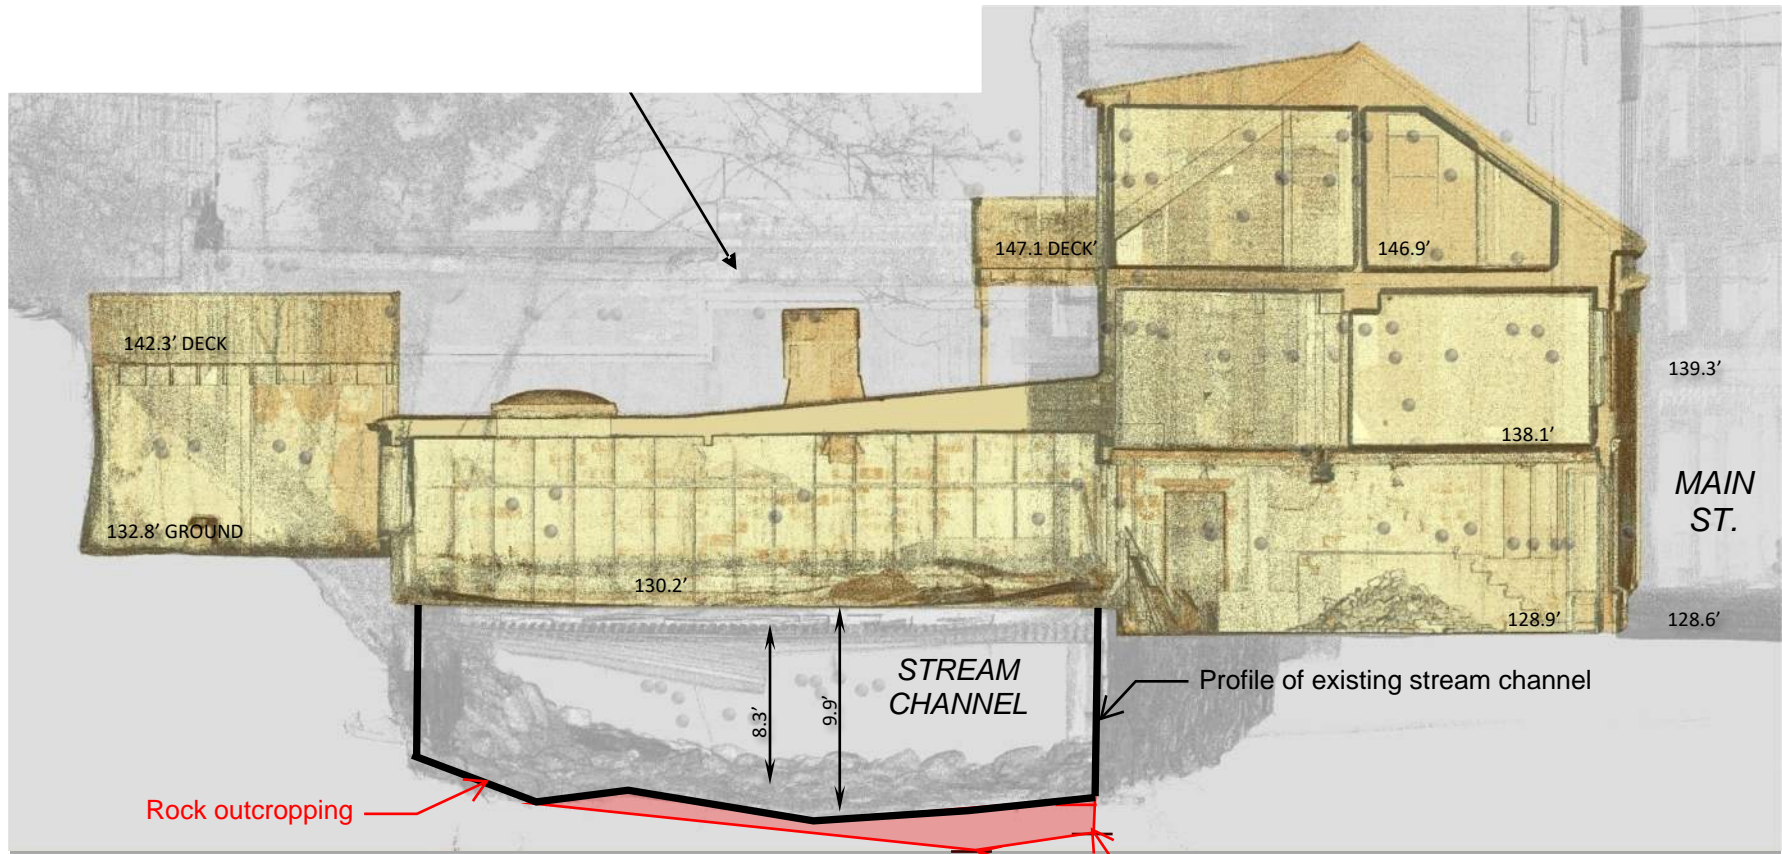 147.1 DECK'
146.9'
142.3' DECK
139.3'
138.1'
MAIN
ST.
132.8' GROUND
130.2'
128.9'
128.6'
STREAM
CHANNEL
Profile of existing stream channel
8.3'
9.9'
Rock outcropping